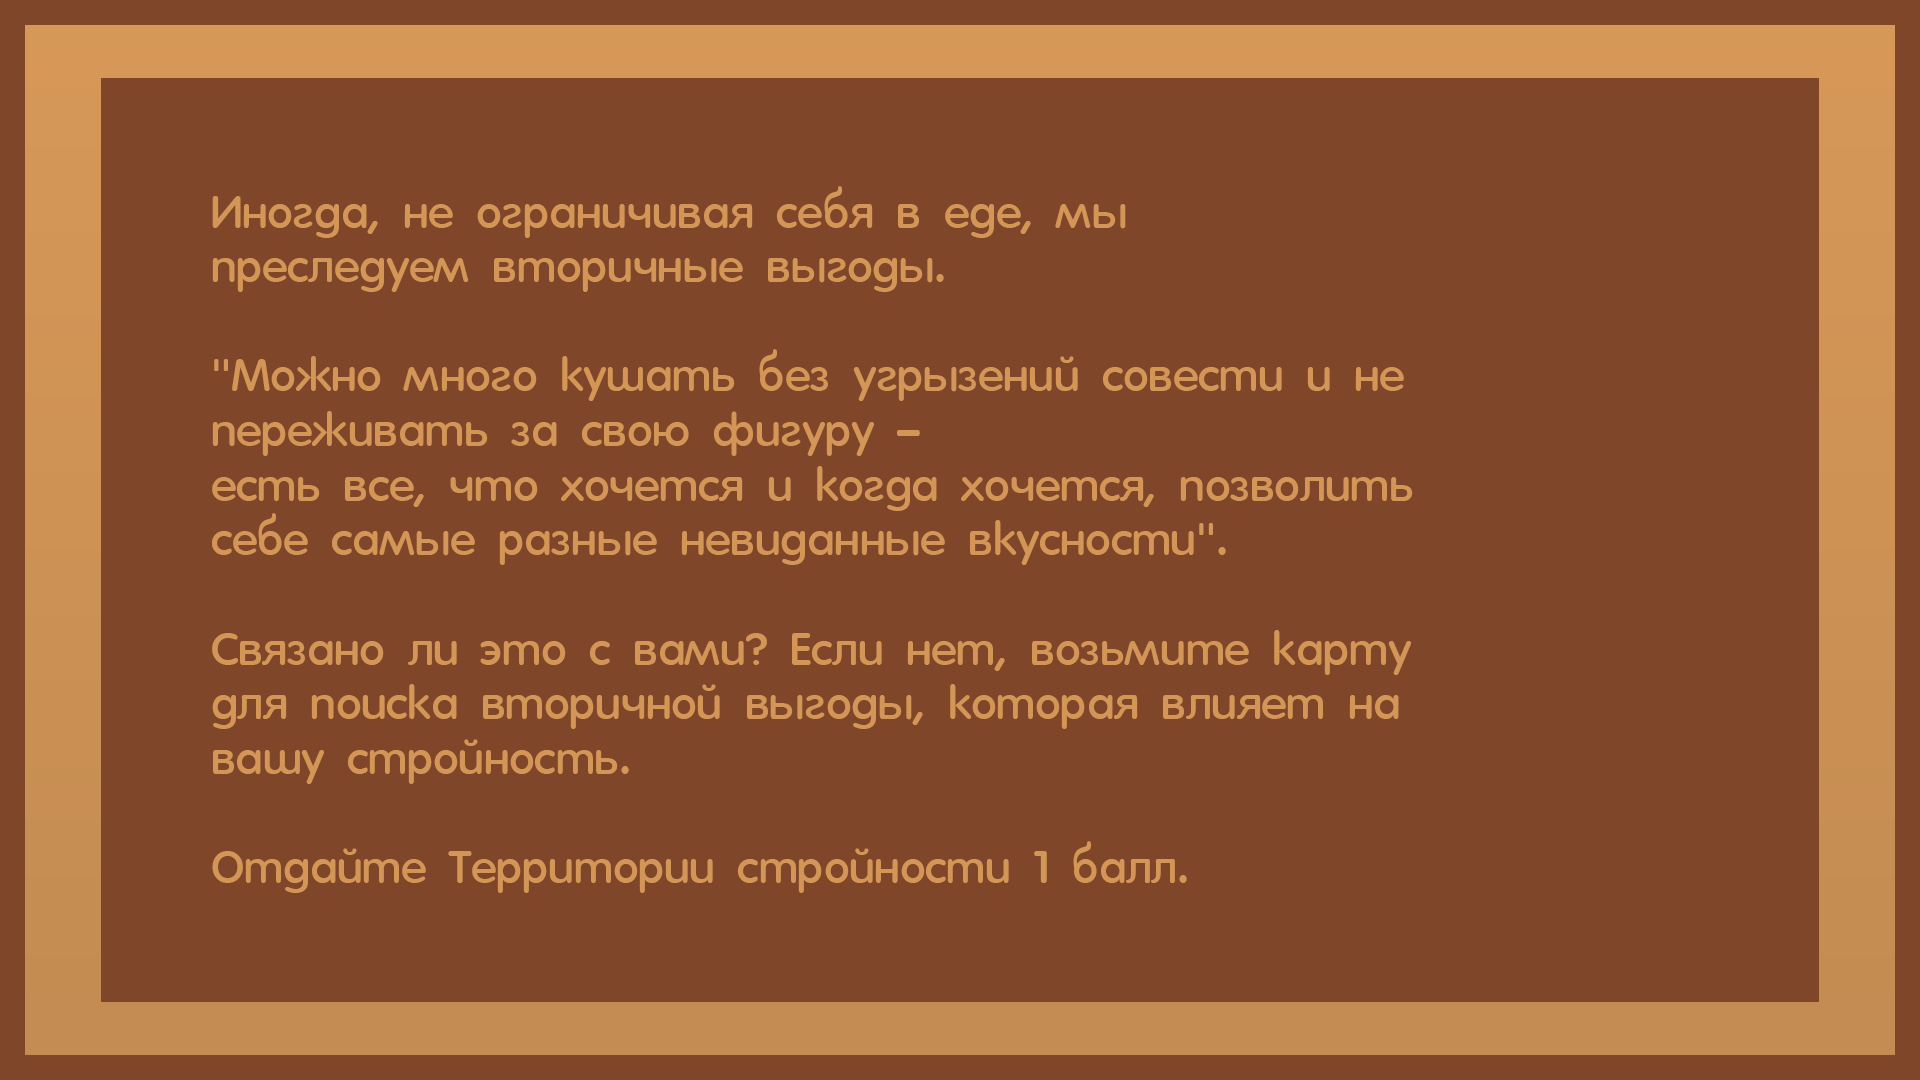 Иногда, не ограничивая себя в еде, мы
преследуем вторичные выгоды.
"Можно много кушать без угрызений совести и не
переживать за свою фигуру –
есть все, что хочется и когда хочется, позволить
себе самые разные невиданные вкусности".
Связано ли это с вами? Если нет, возьмите карту
для поиска вторичной выгоды, которая влияет на
вашу стройность.
Отдайте Территории стройности 1 балл.